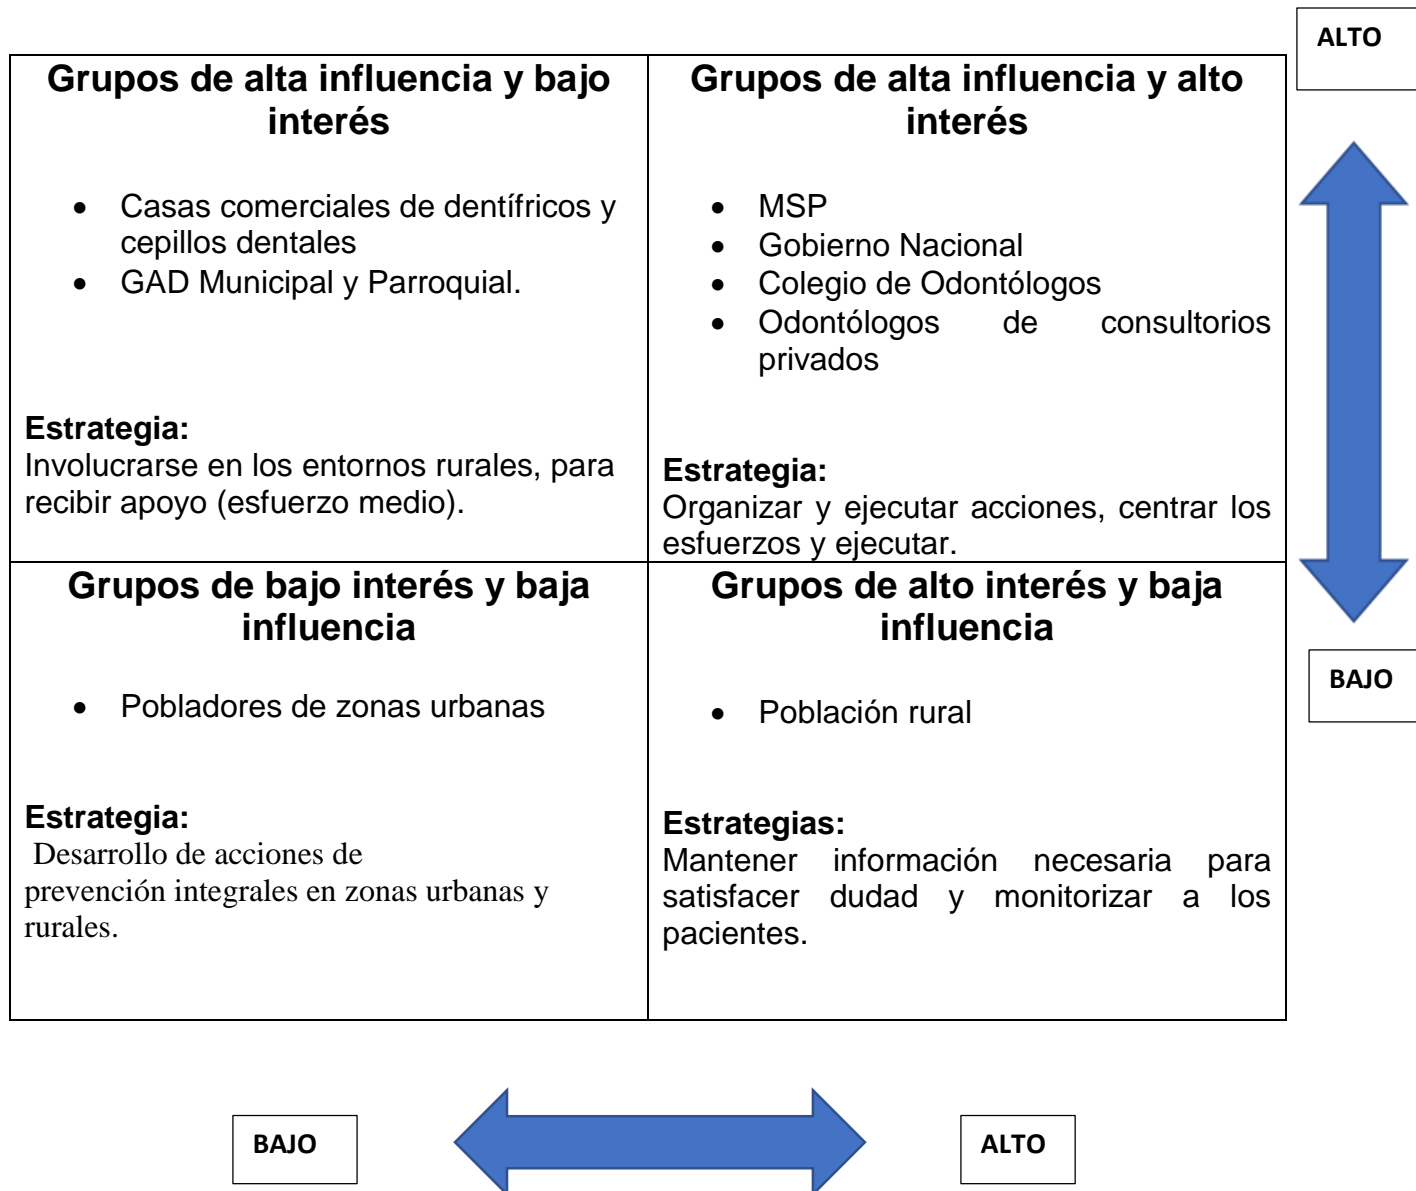 ALTO
Grupos de alta influencia y bajo
interés
• Casas comerciales de dentífricos y
cepillos dentales
• GAD Municipal y Parroquial.
Estrategia:
Involucrarse en los entornos rurales, para
recibir apoyo (esfuerzo medio).
Grupos de alta influencia y alto
interés
• MSP
• Gobierno Nacional
• Colegio de Odontólogos
• Odontólogos de consultorios
privados
Estrategia:
Organizar y ejecutar acciones, centrar los
esfuerzos y ejecutar.
Grupos de bajo interés y baja
influencia
• Pobladores de zonas urbanas
Estrategia:
Desarrollo de acciones de
prevención integrales en zonas urbanas y
rurales.
Grupos de alto interés y baja
influencia
• Población rural
Estrategias:
Mantener información necesaria para
satisfacer dudad y monitorizar a los
pacientes.
BAJO
BAJO
ALTO